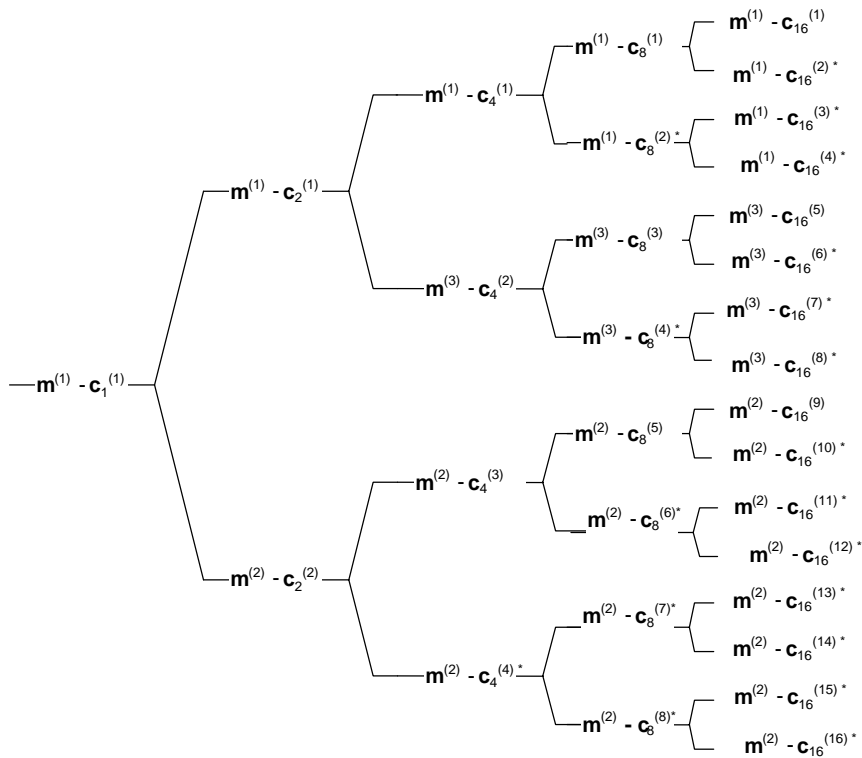 m(1) - c16(1)
m(1) - c8(1)
m(1) - c16(2) *
m(1) - c4(1)
m(1) - c16(3) *
m(1) - c8(2) *
m(1) - c16(4) *
m(1) - c2(1)
m(3) - c16(5)
m(3) - c8(3)
m(3) - c16(6) *
m(3) - c4(2)
m(3) - c16(7) *
m(3) - c8(4) *
m(3) - c16(8) *
m(1) - c1(1)
m(2) - c16(9)
m(2) - c8(5)
m(2) - c16(10) *
m(2) - c4(3)
m(2) - c16(11) *
m(2) - c8(6)*
m(2) - c16(12) *
m(2) - c2(2)
m(2) - c16(13) *
m(2) - c8(7)*
m(2) - c16(14) *
m(2) - c4(4) *
m(2) - c16(15) *
m(2) - c8(8)*
m(2) - c16(16) *